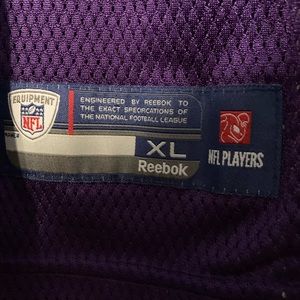 EQUIPMENT
NFL
ENGINEERED BY REEBOK TO
THE EXACT SPECIFICATIONS OF
THE NATIONAL FOOTBALL LEAGUE
XL
Reebok
NFL PLAYERS